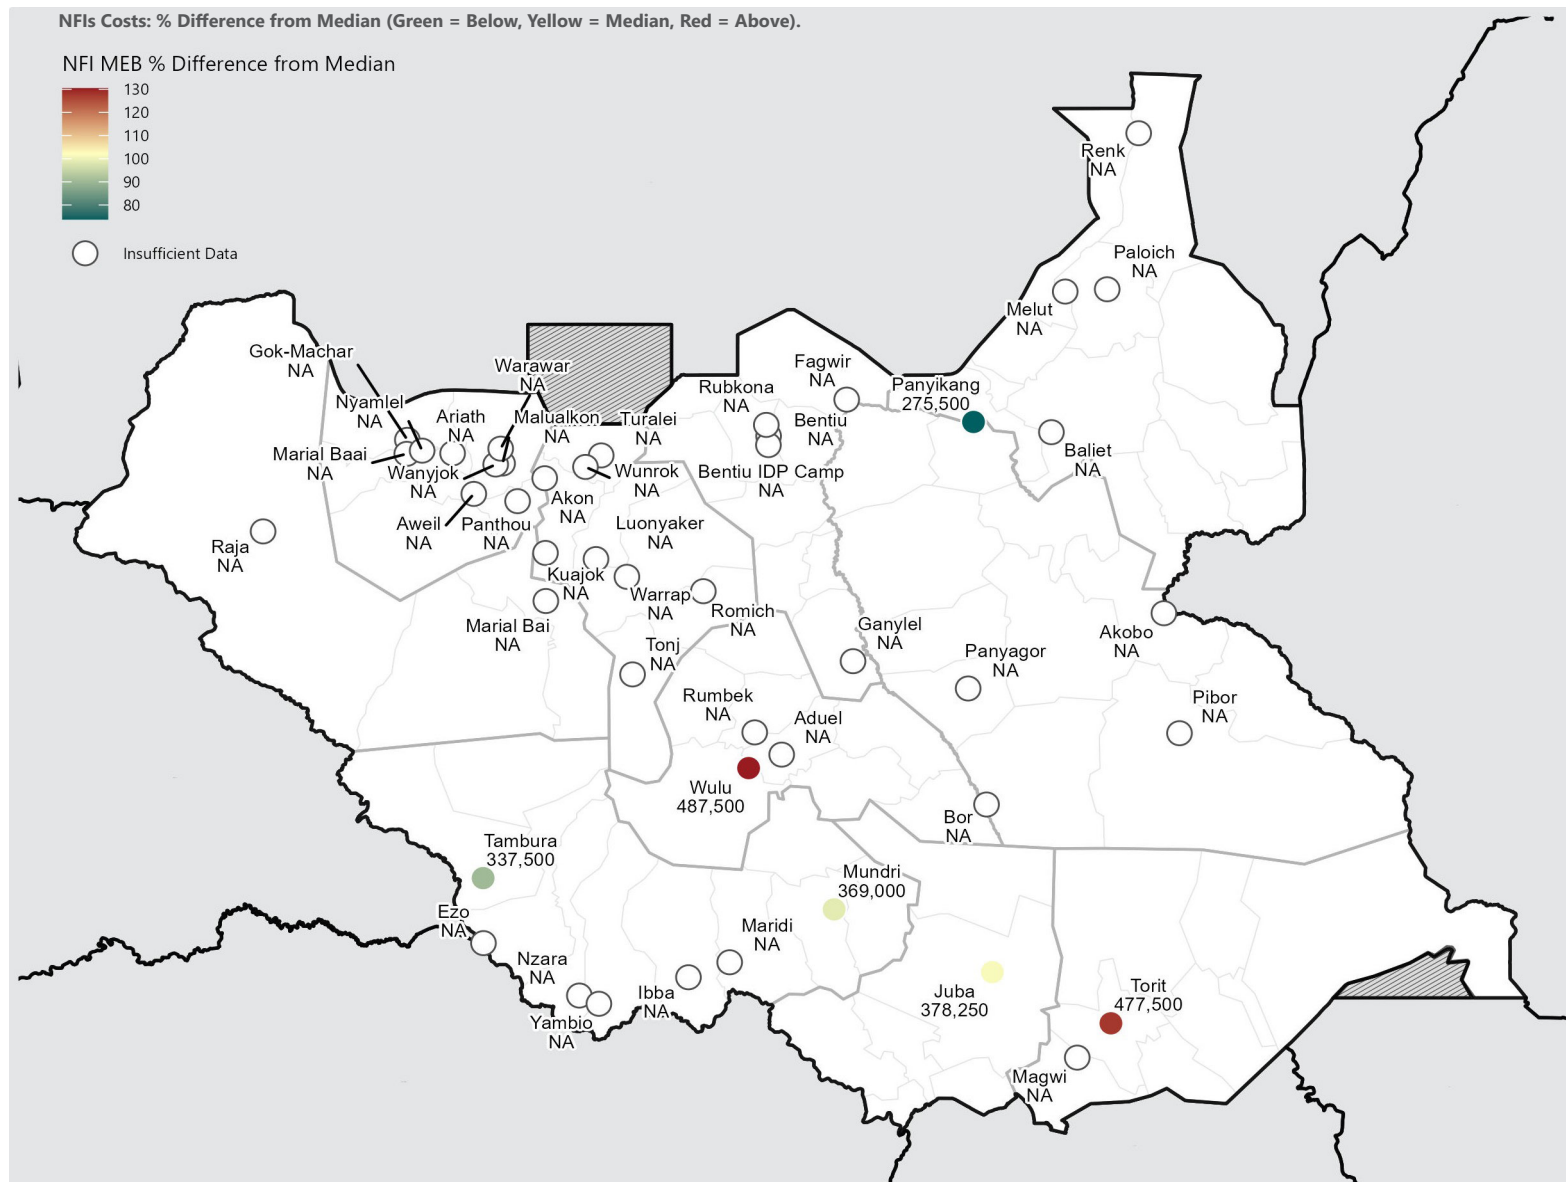 NFIs Costs: % Difference from Median (Green = Below, Yellow = Median, Red = Above).
NFI MEB % Difference from Median
130
120
110
100
90
80
Insufficient Data
Renk
NA
Paloich
NA
Melut
NA
Gok-Machar
NA
Warawar
NA
Fagwir
NA
Rubkona
NA
Panyikang
275,500
Nyamlel
NA
Ariath
NA
Malualkon
NA
Turalei
NA
Bentiu
NA
Baliet
NA
Marial Baai
NA
Wanyjok
NA
Wunrok
NA
Bentiu IDP Camp
NA
Akon
NA
Aweil
NA
Panthou
NA
Luonyaker
NA
Raja
NA
Kuajok
NA
Warrap
NA
Romich
NA
Marial Bai
NA
Ganylel
NA
Akobo
NA
Tonj
NA
Panyagor
NA
Rumbek
NA
Aduel
NA
Pibor
NA
Wulu
487,500
Bor
NA
Tambura
337,500
Mundri
369,000
Ezo
NA
Maridi
NA
Nzara
NA
Ibba
NA
Juba
378,250
Torit
477,500
Yambio
NA
Magwi
NA